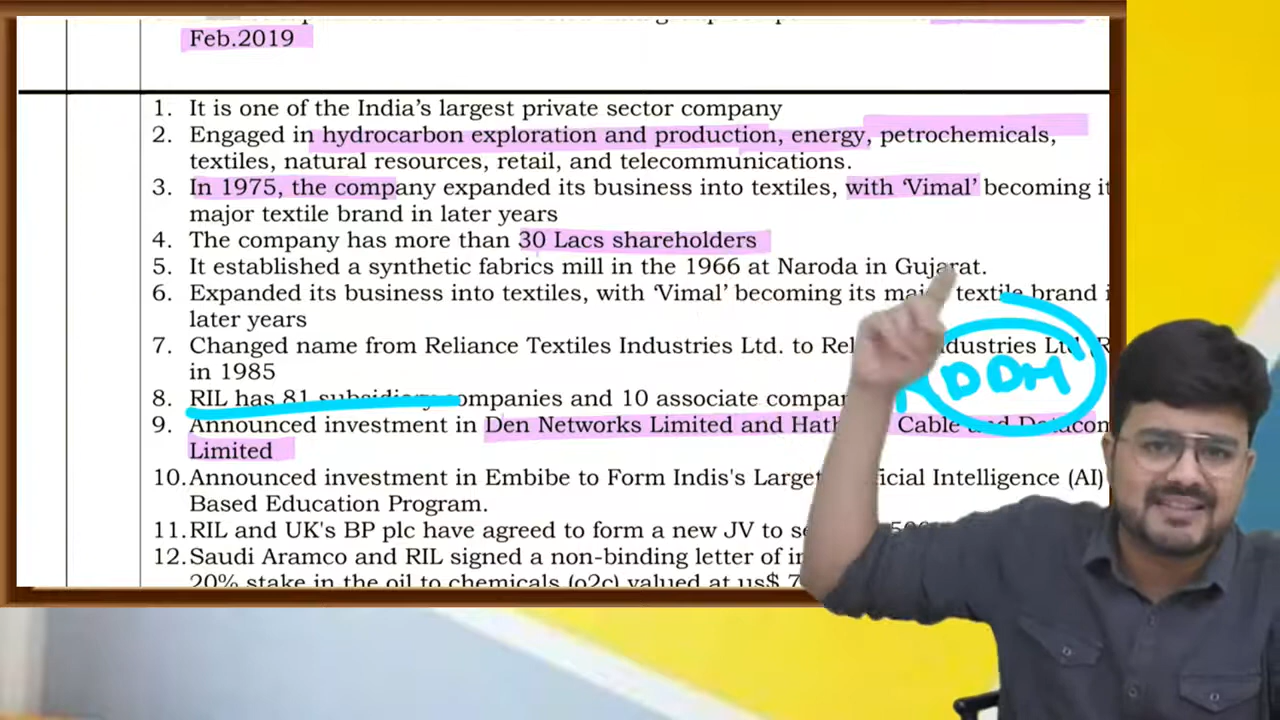 Feb.2019
1. It is one of the India's largest private sector company
2. Engaged in hydrocarbon exploration and production, energy, petrochemicals,
textiles, natural resources, retail, and telecommunications.
3. In 1975, the company expanded its business into textiles, with 'Vimal' becoming it
major textile brand in later years
4. The company has more than 30 Lacs shareholders
5. It established a synthetic fabrics mill in the 1966 at Naroda in Gujarat.
6. Expanded its business into textiles, with 'Vimal' becoming its textile brand
later years
7. Changed name from Reliance Textiles Industries Ltd. to Ltd
in 1985
DDM
8. RIL has 81 subsidiary companies and 10 associate
9. Announced investment in Den Networks Limited and Cable and Datacom
Limited
10. Announced investment in Embibe to Form Indis's Intelligence (AI)
Based Education Program.
11. RIL and UK's BP plc have agreed to form a new JV to
12. Saudi Aramco and RIL signed a non-binding letter of
20% stake in the oil to chemicals (o2c) valued at us$